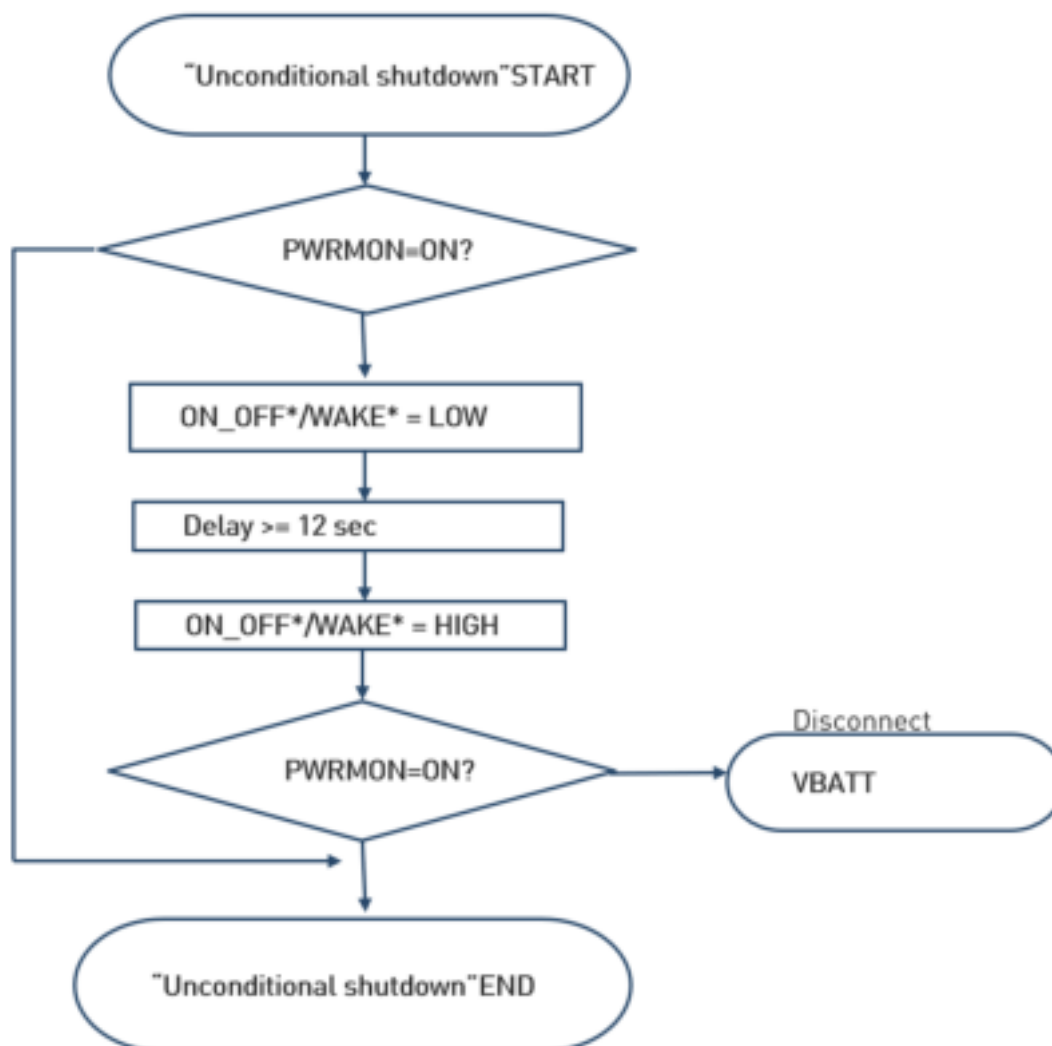 "Unconditional shutdown"START
PWRMON=ON?
ON_OFF*/WAKE* = LOW
Delay >= 12 sec
ON_OFF*/WAKE* = HIGH
PWRMON=ON?
Disconnect
VBATT
"Unconditional shutdown"END